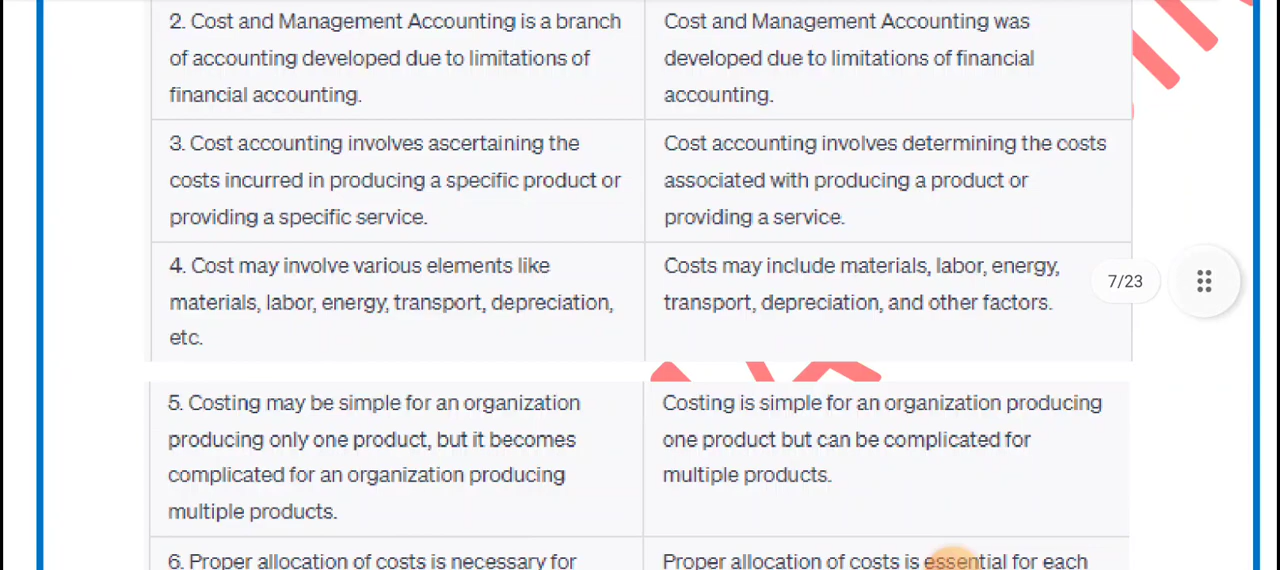 2. Cost and Management Accounting is a branch
of accounting developed due to limitations of
financial accounting.
Cost and Management Accounting was
developed due to limitations of financial
accounting.
3. Cost accounting involves ascertaining the
costs incurred in producing a specific product or
providing a specific service.
Cost accounting involves determining the costs
associated with producing a product or
providing a service.
4. Cost may involve various elements like
materials, labor, energy, transport, depreciation,
etc.
Costs may include materials, labor, energy,
transport, depreciation, and other factors.
7/23
5. Costing may be simple for an organization
producing only one product, but it becomes
complicated for an organization producing
multiple products.
Costing is simple for an organization producing
one product but can be complicated for
multiple products.
6. Proper allocation of costs is necessary for
Proper allocation of costs is essential for each